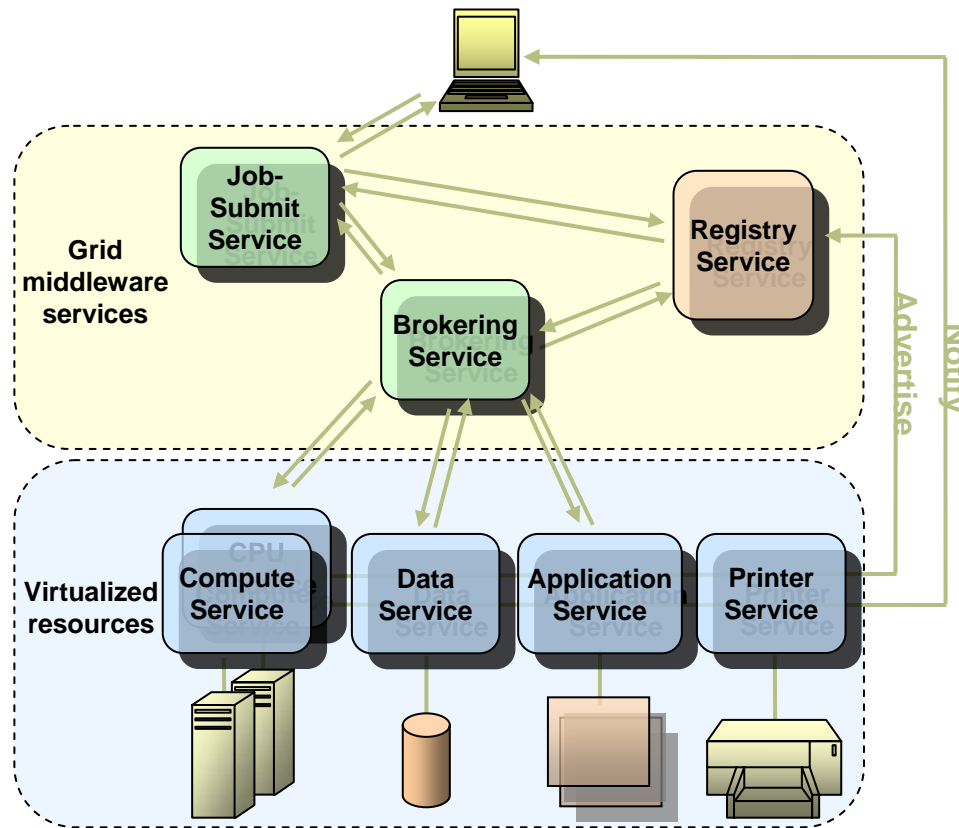 Job-
Submit
Service
Registry
Service
Grid
middleware
services
Brokering
Service
Advertise
Notify
CPU
Compute
Service
Data
Service
Application
Service
Printer
Service
Virtualized
resources